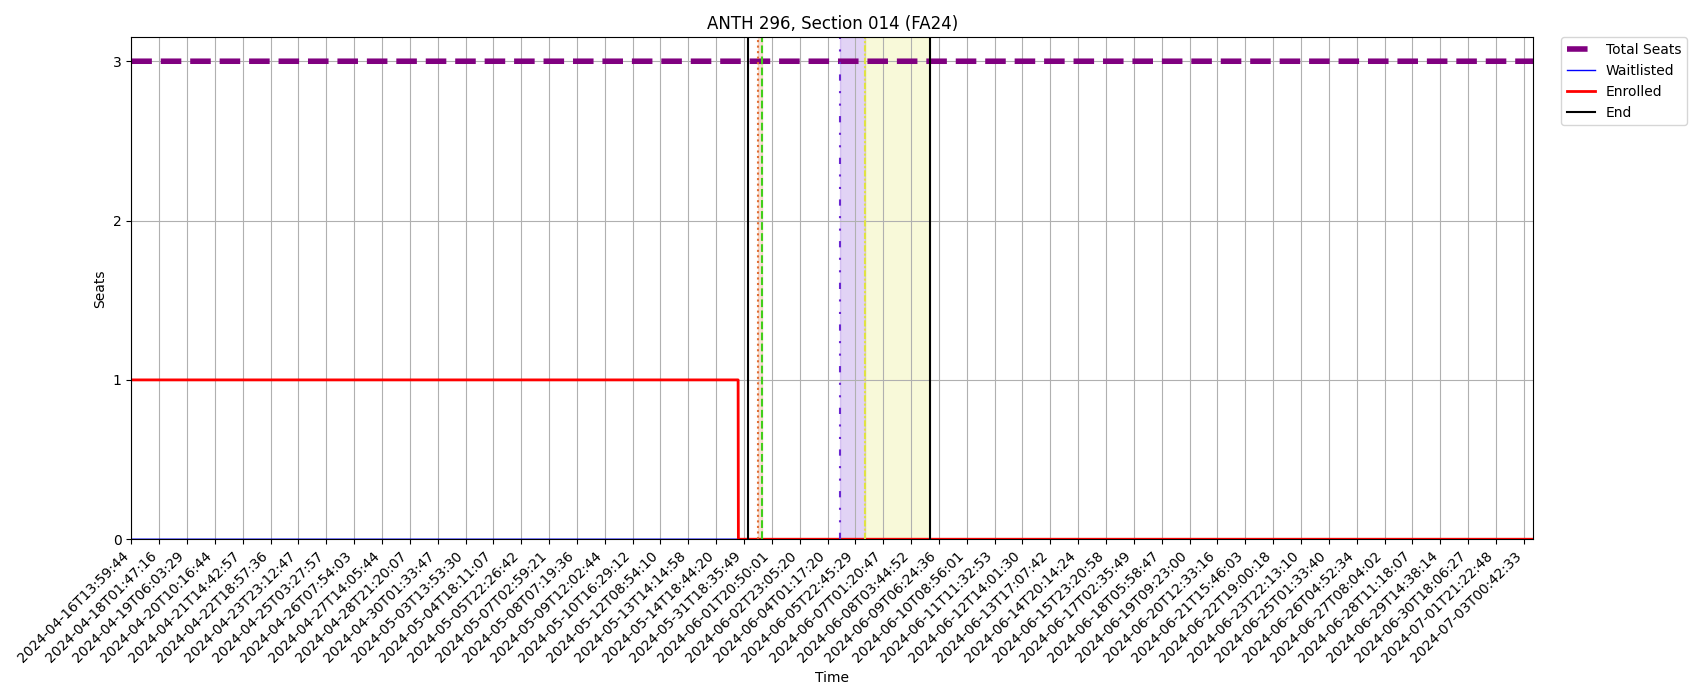 ANTH 296, Section 014 (FA24)
Total Seats
Waitlisted
Enrolled
End
Seats
3
2
1
0
2024-04-16T13:59:44
2024-04-18T01:47:16
2024-04-19T06:03:29
2024-04-20T10:16:44
2024-04-21T14:42:57
2024-04-22T18:57:36
2024-04-23T23:12:47
2024-04-25T03:27:57
2024-04-26T07:54:03
2024-04-27T14:05:44
2024-04-28T21:20:07
2024-04-30T01:33:47
2024-05-03T13:53:30
2024-05-04T18:11:07
2024-05-05T22:26:42
2024-05-07T02:59:21
2024-05-08T07:19:36
2024-05-09T12:02:44
2024-05-10T16:29:12
2024-05-12T08:54:10
2024-05-13T14:14:58
2024-05-14T18:44:20
2024-05-31T18:35:49
2024-06-01T20:50:01
2024-06-02T23:05:20
2024-06-04T01:17:20
2024-06-05T22:45:29
2024-06-07T01:20:47
2024-06-08T03:44:52
2024-06-09T06:24:36
2024-06-10T08:56:01
2024-06-11T11:32:53
2024-06-12T14:01:30
2024-06-13T17:07:42
2024-06-14T20:14:24
2024-06-15T23:20:58
2024-06-17T02:35:49
2024-06-18T05:58:47
2024-06-19T09:23:00
2024-06-20T12:33:16
2024-06-21T15:46:03
2024-06-22T19:00:18
2024-06-23T22:13:10
2024-06-25T01:33:40
2024-06-26T04:52:34
2024-06-27T08:04:02
2024-06-28T11:18:07
2024-06-29T14:38:14
2024-06-30T18:06:27
2024-07-01T21:22:48
2024-07-03T00:42:33
Time